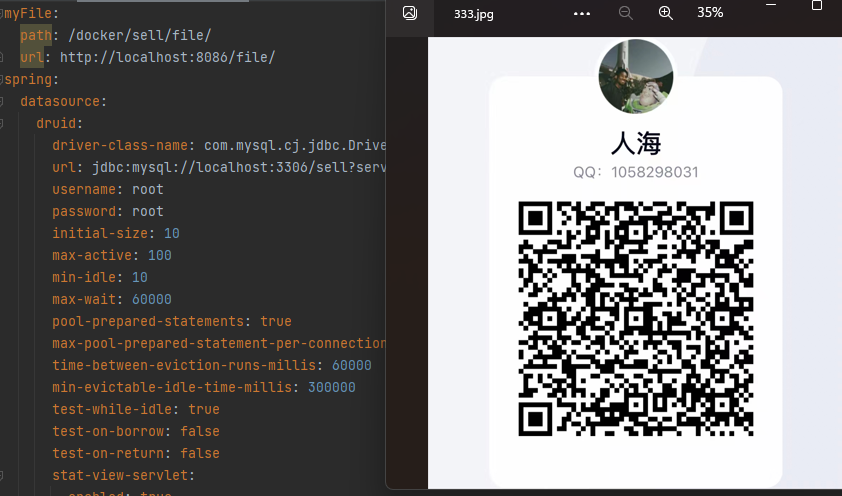 myFile:
path: /docker/sell/file/
url: http://localhost:8086/file/
spring:
datasource:
druid:
driver-class-name: com.mysql.cj.jdbc.Drive
url: jdbc:mysql://localhost:3306/sell?serv
username: root
password: root
initial-size: 10
max-active: 100
min-idle: 10
max-wait: 60000
pool-prepared-statements: true
max-pool-prepared-statement-per-connection
time-between-eviction-runs-millis: 60000
min-evictable-idle-time-millis: 300000
test-while-idle: true
test-on-borrow: false
test-on-return: false
stat-view-servlet:
enabled: true
333.jpg
35%
人海
QQ：1058298031